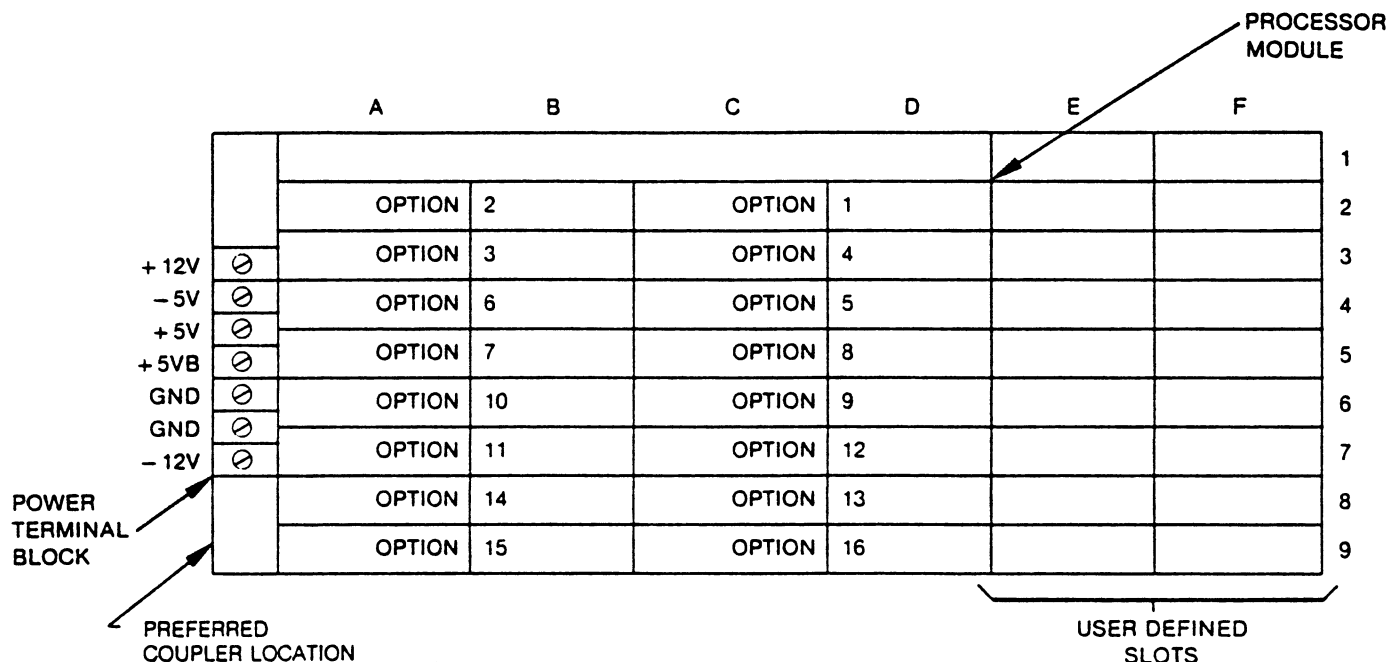 PROCESSOR
MODULE
A B C D E F
1
OPTION 2 OPTION 1 2
OPTION 3 OPTION 4 3
+ 12V
OPTION 6 OPTION 5 4
– 5V
+ 5V
OPTION 7 OPTION 8 5
+ 5VB
GND
OPTION 10 OPTION 9 6
GND
OPTION 11 OPTION 12 7
– 12V
OPTION 14 OPTION 13 8
POWER
TERMINAL
BLOCK
OPTION 15 OPTION 16 9
PREFERRED
COUPLER LOCATION
USER DEFINED
SLOTS